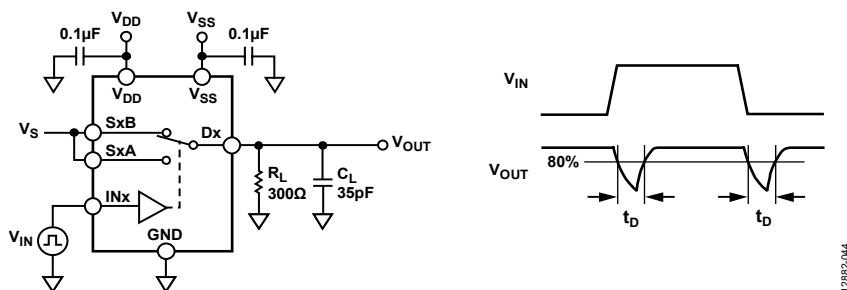 VDD
VSS
0.1µF
0.1µF
VDD
VSS
VS
SxB
Dx
VOUT
SxA
RL
300Ω
CL
35pF
INx
VIN
GND
VIN
VOUT
80%
tD
tD
12882-044